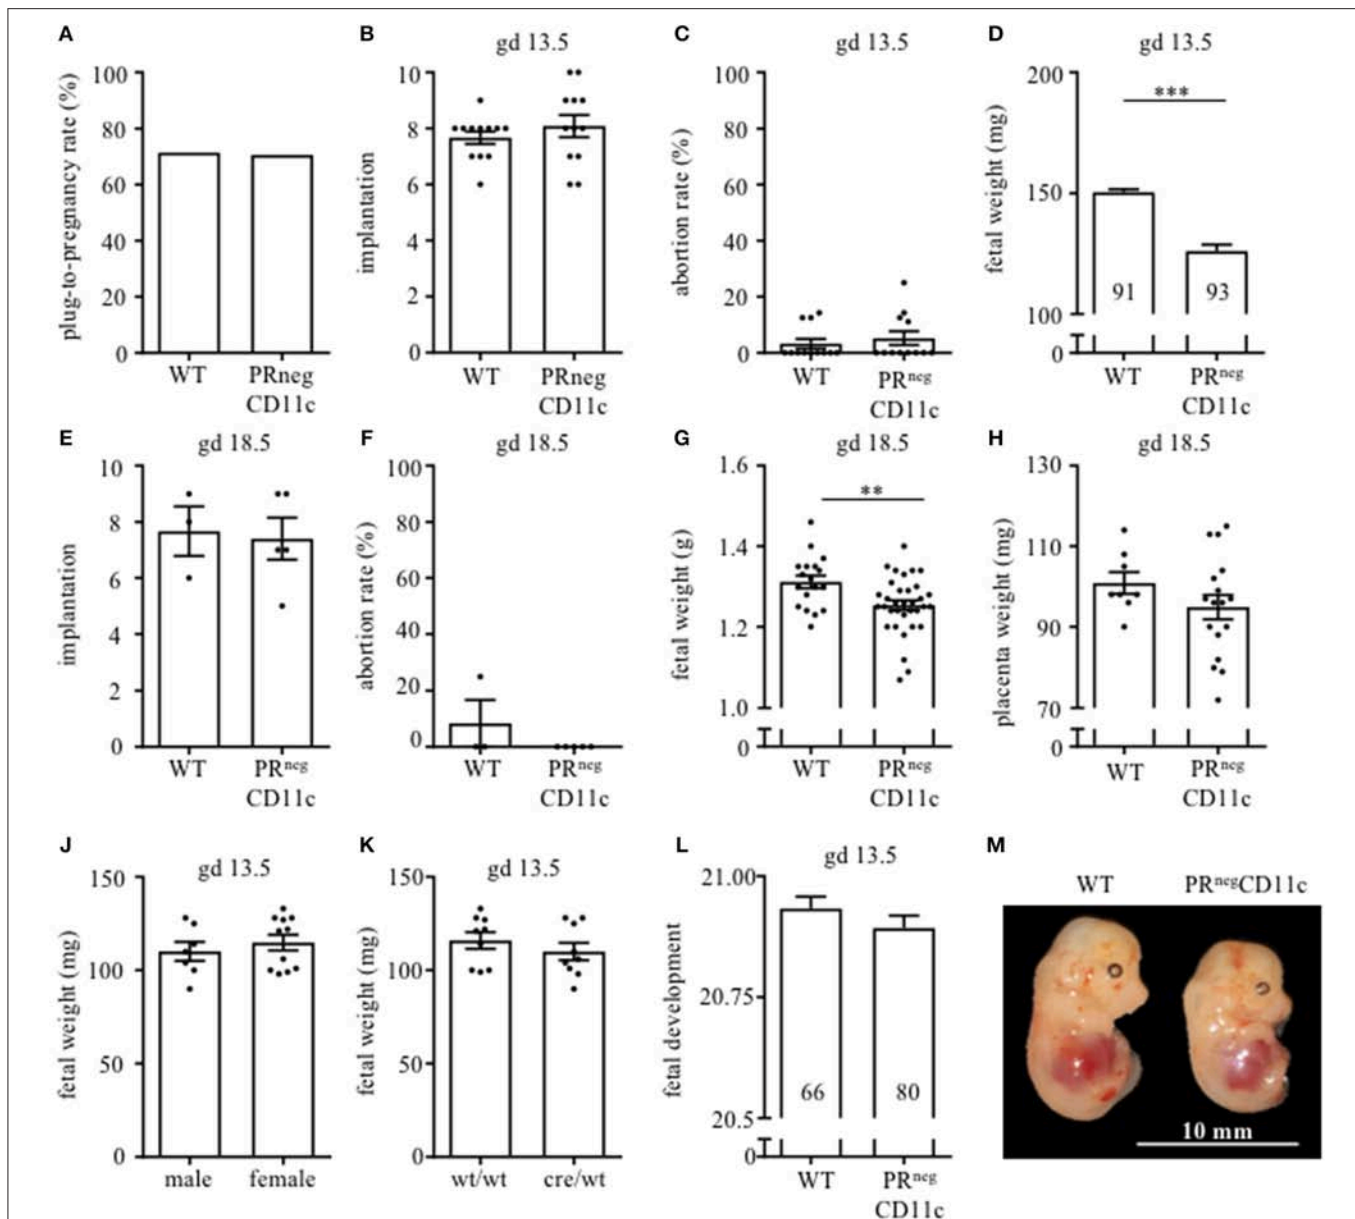 A
plug-to-pregnancy rate (%)
100
80
60
40
20
0
WT
PRneg
CD11c
B
gd 13.5
implantation
10
8
6
4
2
0
WT
PRneg
CD11c
C
gd 13.5
abortion rate (%)
100
80
60
40
20
0
WT
PRneg
CD11c
D
gd 13.5
fetal weight (mg)
200
***
150
100
0
91
93
WT
PRneg
CD11c
E
gd 18.5
implantation
10
8
6
4
2
0
WT
PRneg
CD11c
F
gd 18.5
abortion rate (%)
100
80
60
40
20
0
WT
PRneg
CD11c
G
gd 18.5
fetal weight (g)
1.6
**
1.4
1.2
1.0
0
WT
PRneg
CD11c
H
gd 18.5
placenta weight (mg)
130
110
90
70
0
WT
PRneg
CD11c
J
gd 13.5
fetal weight (mg)
150
100
50
0
male
female
K
gd 13.5
fetal weight (mg)
150
100
50
0
wt/wt
cre/wt
L
gd 13.5
fetal development
21.00
20.75
20.5
0
66
80
WT
PRneg
CD11c
M
WT
PRnegCD11c
10 mm